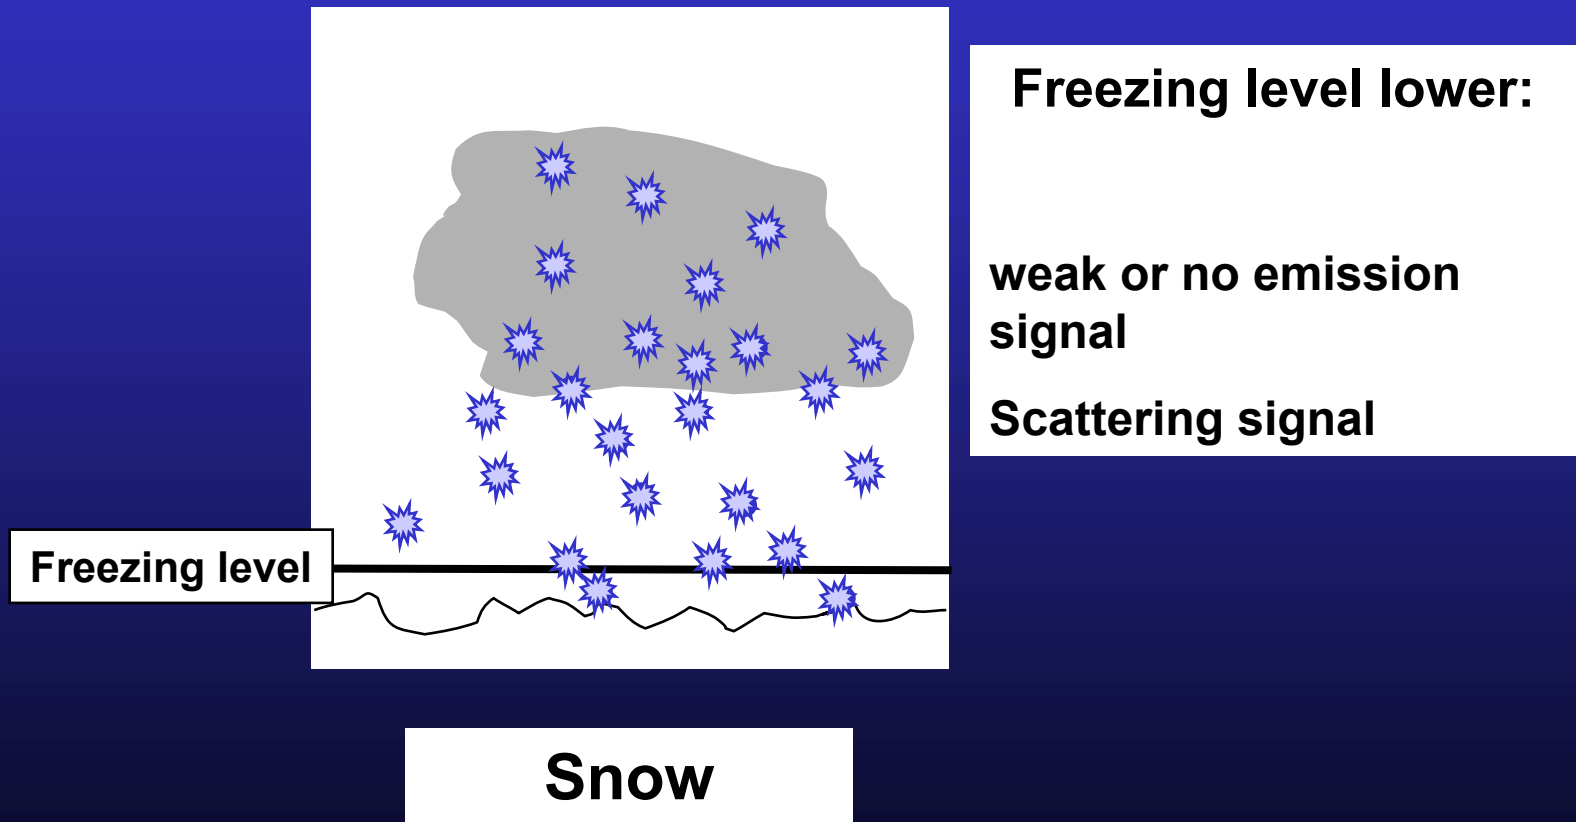 Freezing level lower:
weak or no emission
signal
Scattering signal
Freezing level
Snow